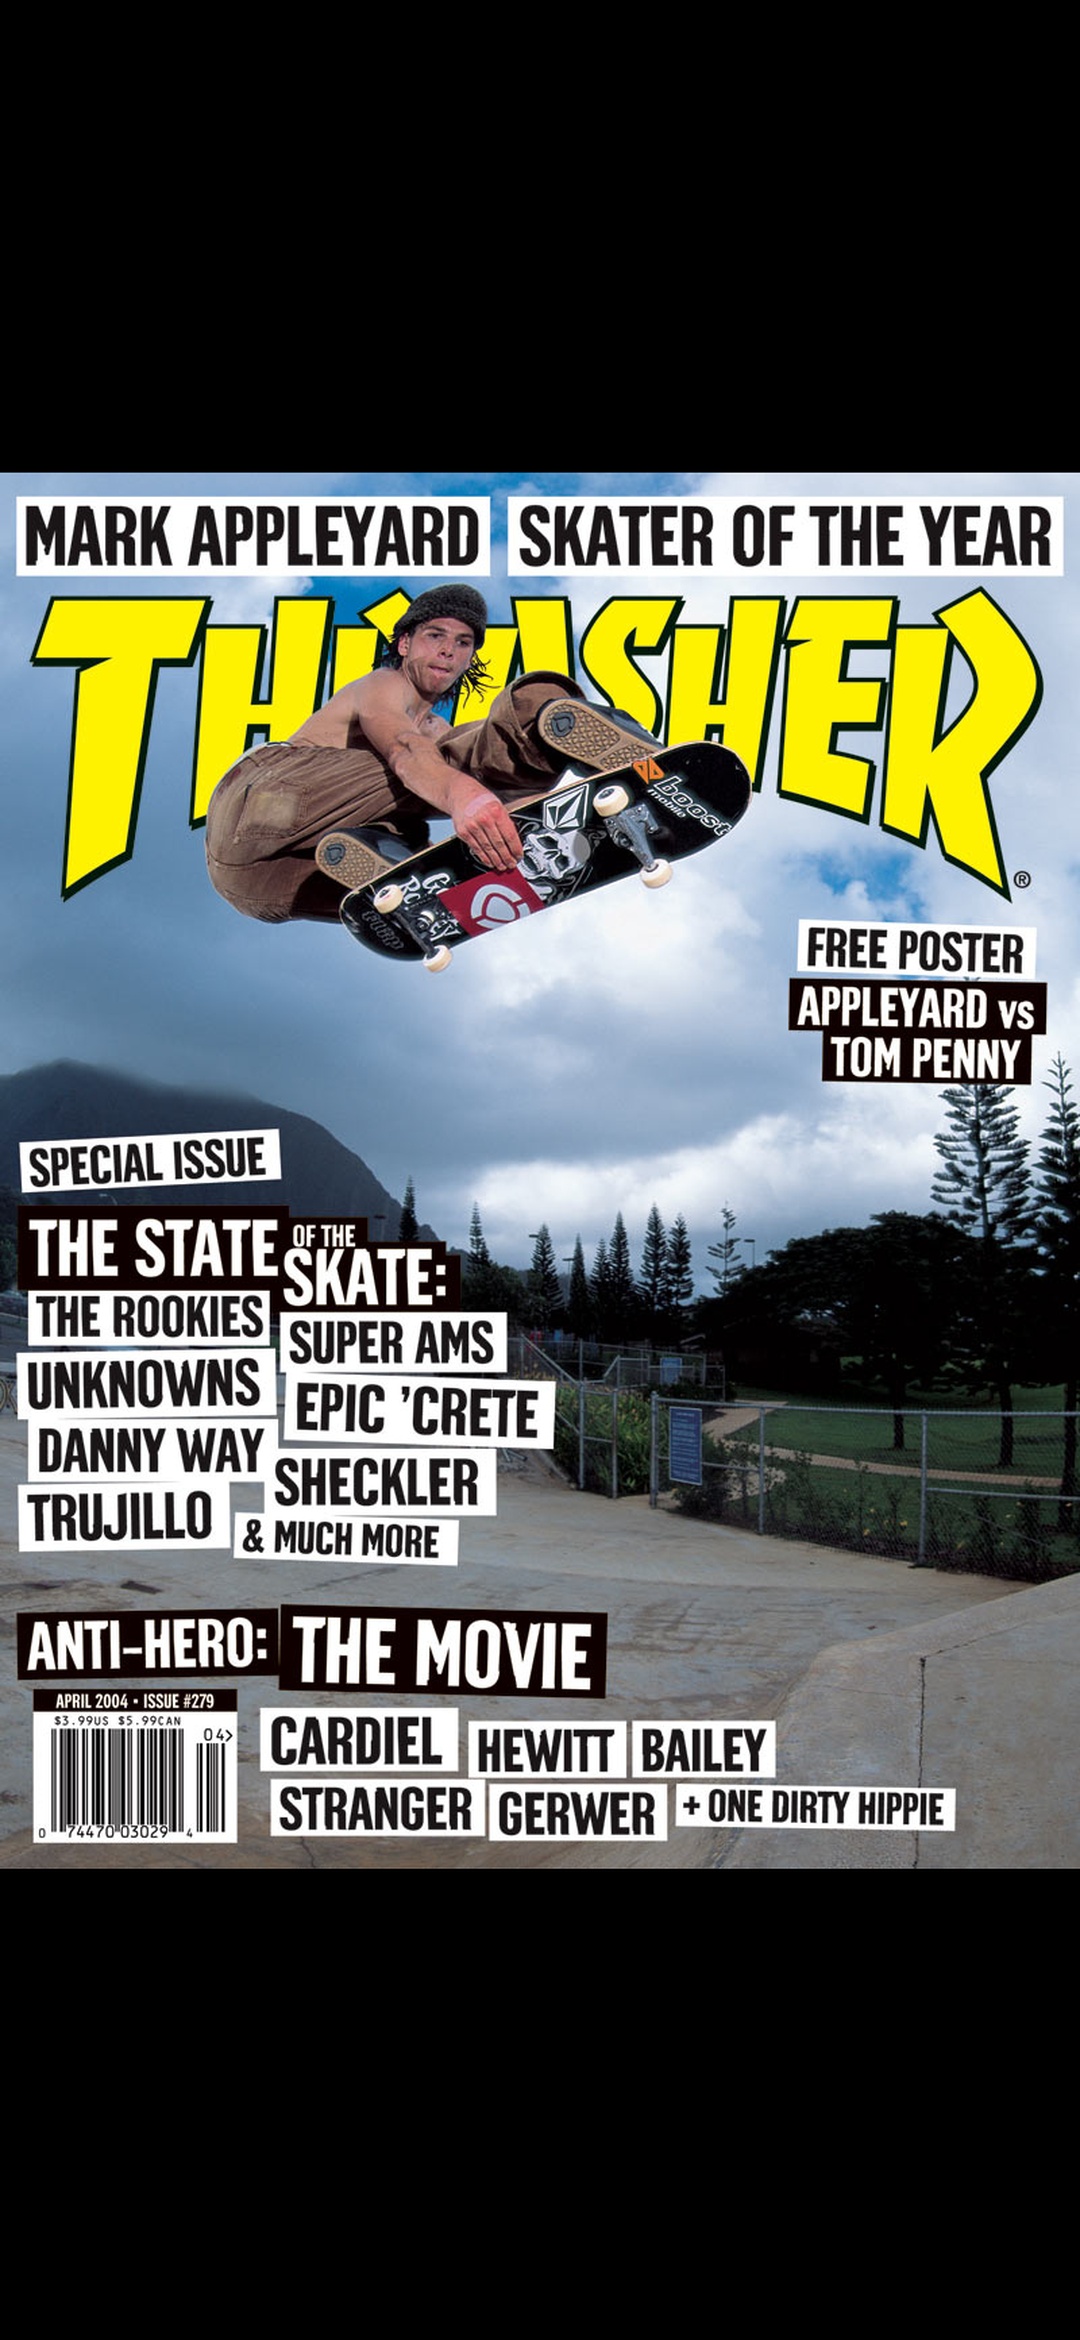 MARK APPLEYARD SKATER OF THE YEAR
THRASHER®
boost
mobile
FREE POSTER
APPLEYARD vs
TOM PENNY
SPECIAL ISSUE
THE STATE OF THE SKATE:
THE ROOKIES
SUPER AMS
UNKNOWNS
EPIC 'CRETE
DANNY WAY
SHECKLER
TRUJILLO
& MUCH MORE
ANTI-HERO: THE MOVIE
APRIL 2004 • ISSUE #279
$3.99US $5.99CAN
04>
0 74470 03029 4
CARDIEL HEWITT BAILEY
STRANGER GERWER + ONE DIRTY HIPPIE